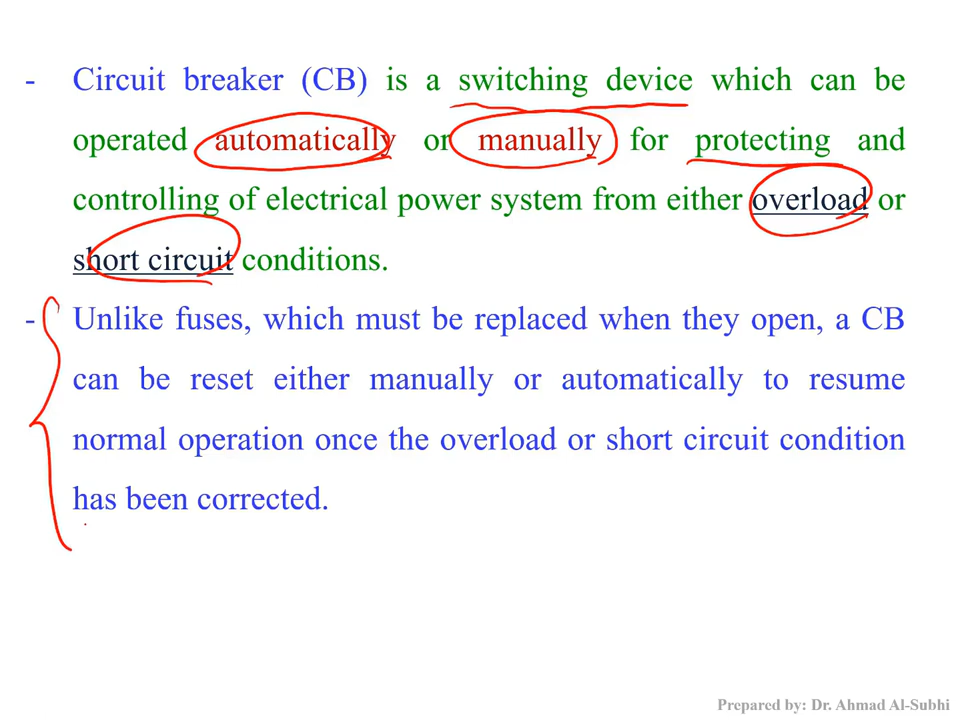 - Circuit breaker (CB) is a switching device which can be
operated automatically or manually for protecting and
controlling of electrical power system from either overload or
short circuit conditions.
- Unlike fuses, which must be replaced when they open, a CB
can be reset either manually or automatically to resume
normal operation once the overload or short circuit condition
has been corrected.
Prepared by: Dr. Ahmad Al-Subhi